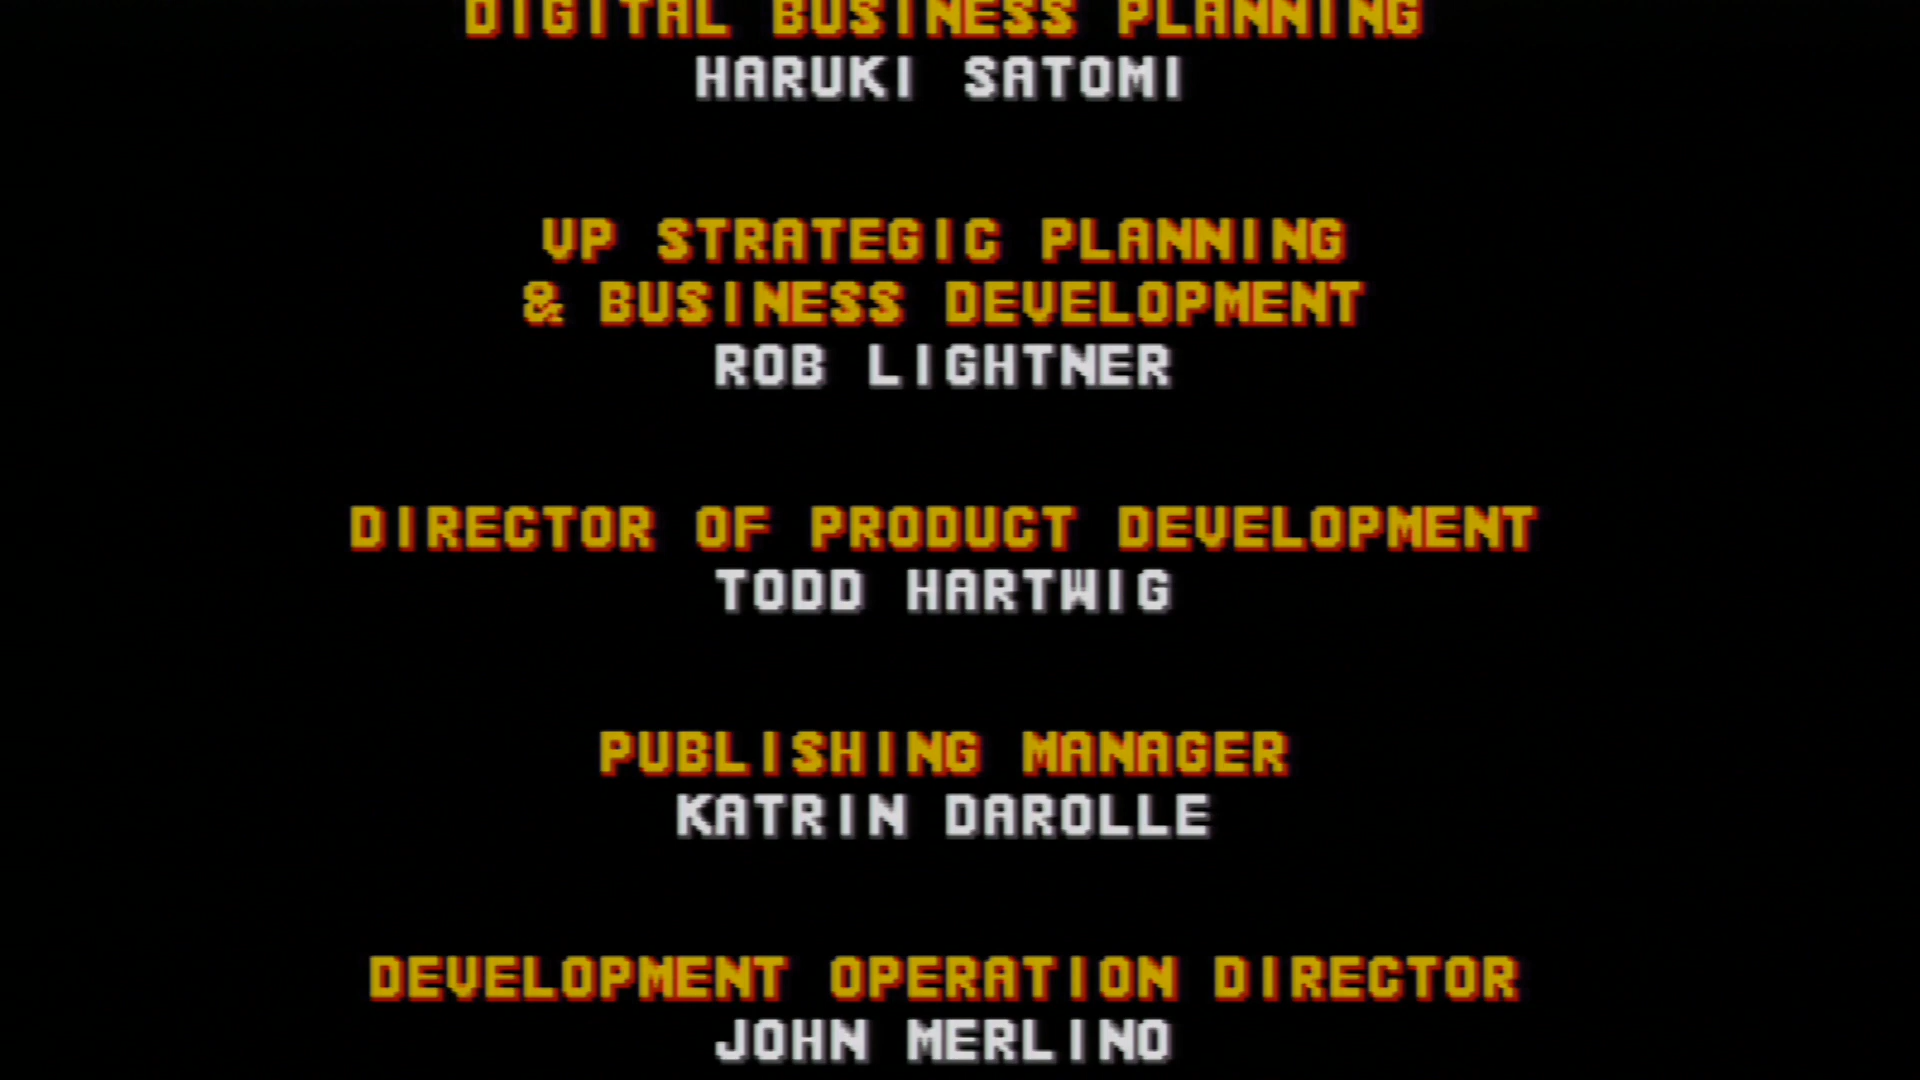 DIGITAL BUSINESS PLANNING
HARUKI SATOMI
VP STRATEGIC PLANNING
& BUSINESS DEVELOPMENT
ROB LIGHTNER
DIRECTOR OF PRODUCT DEVELOPMENT
TODD HARTWIG
PUBLISHING MANAGER
KATRIN DAROLLE
DEVELOPMENT OPERATION DIRECTOR
JOHN MERLINO